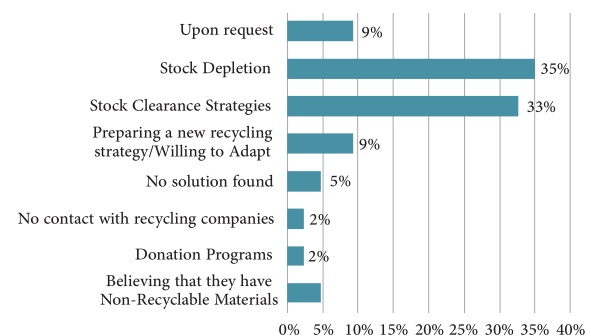 Upon request 9%
Stock Depletion 35%
Stock Clearance Strategies 33%
Preparing a new recycling
strategy/Willing to Adapt 9%
No solution found 5%
No contact with recycling companies 2%
Donation Programs 2%
Believing that they have
Non-Recyclable Materials
0% 5% 10% 15% 20% 25% 30% 35% 40%